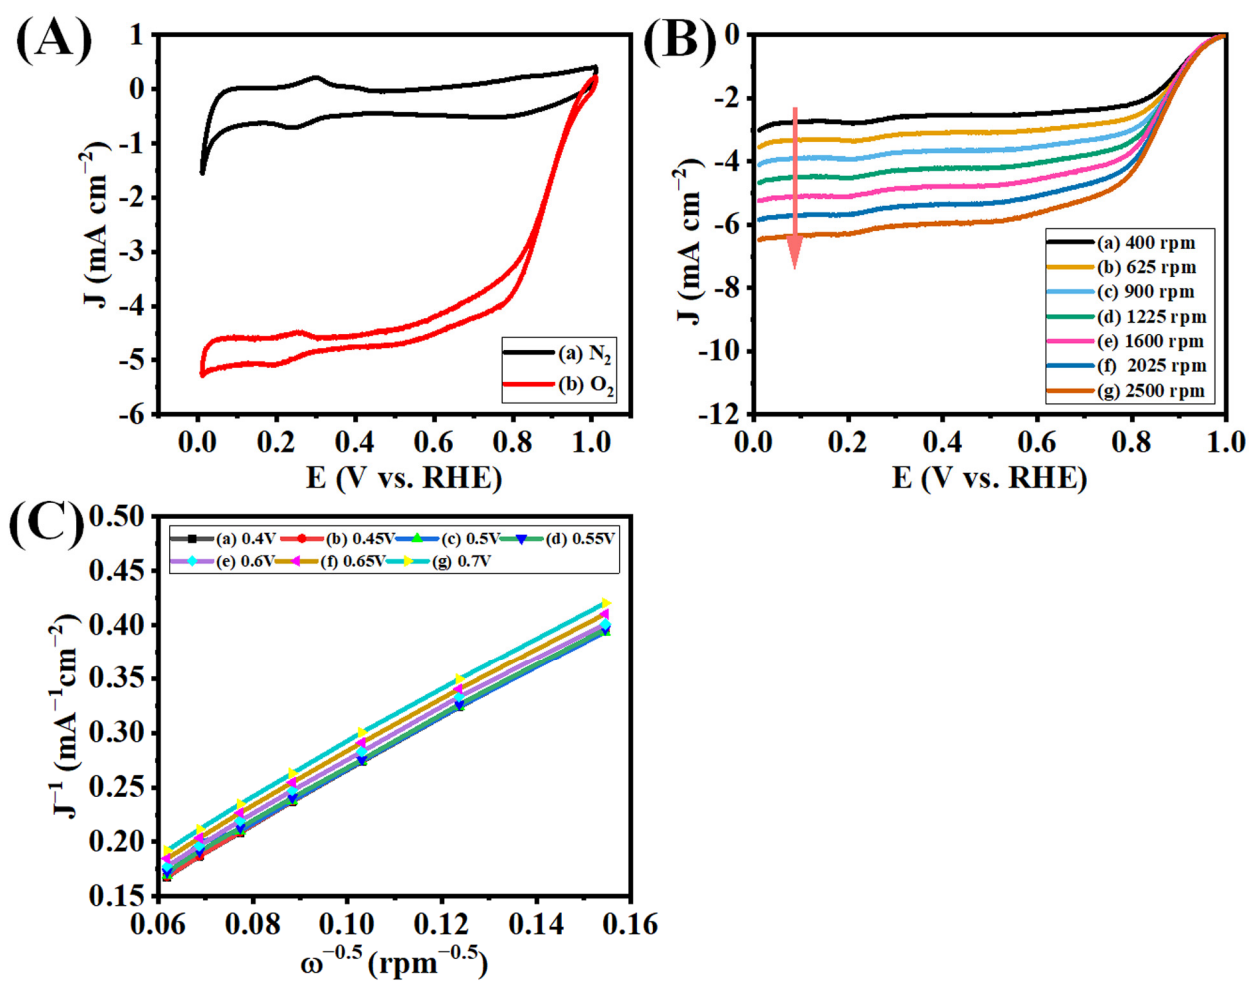 (A)
1
0
-1
-2
-3
-4
-5
-6
J (mA cm⁻²)
(a) N₂
(b) O₂
0.0 0.2 0.4 0.6 0.8 1.0
E (V vs. RHE)
(B)
0
-2
-4
-6
-8
-10
-12
J (mA cm⁻²)
(a) 400 rpm
(b) 625 rpm
(c) 900 rpm
(d) 1225 rpm
(e) 1600 rpm
(f) 2025 rpm
(g) 2500 rpm
0.0 0.2 0.4 0.6 0.8 1.0
E (V vs. RHE)
(C)
0.50
0.45
0.40
0.35
0.30
0.25
0.20
0.15
J⁻¹ (mA⁻¹cm⁻²)
(a) 0.4V (b) 0.45V (c) 0.5V (d) 0.55V
(e) 0.6V (f) 0.65V (g) 0.7V
0.06 0.08 0.10 0.12 0.14 0.16
ω⁻⁰·⁵ (rpm⁻⁰·⁵)